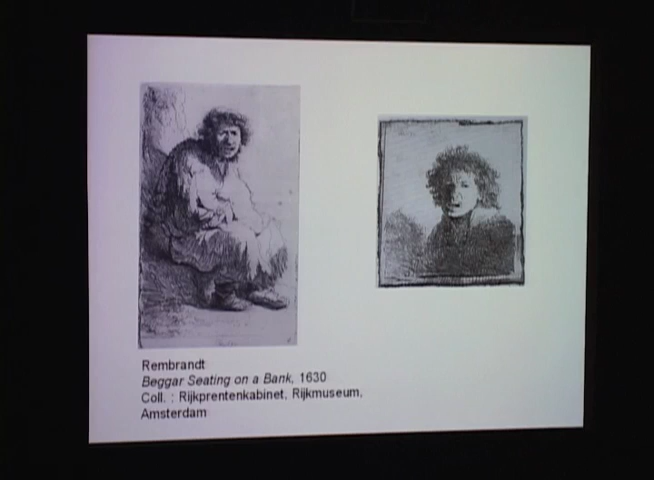 Rembrandt
Beggar Seating on a Bank, 1630
Coll. : Rijkprentenkabinet, Rijkmuseum,
Amsterdam